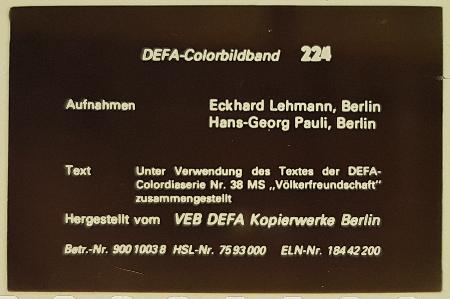 DEFA-Colorbildband 224
Aufnahmen Eckhard Lehmann, Berlin
Hans-Georg Pauli, Berlin
Text Unter Verwendung des Textes der DEFA-
Colordiaserie Nr. 38 MS „Völkerfreundschaft"
zusammengestellt
Hergestellt vom VEB DEFA Kopierwerke Berlin
Betr.-Nr. 900 1003 8 HSL-Nr. 75 93 000 ELN-Nr. 184 42 200